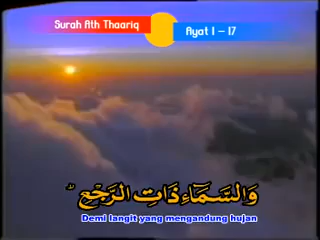 Surah Ath Thaariq
Ayat 1 - 17
وَالسَّمَاءِ ذَاتِ الرَّجْعِ ۙ
Demi langit yang mengandung hujan